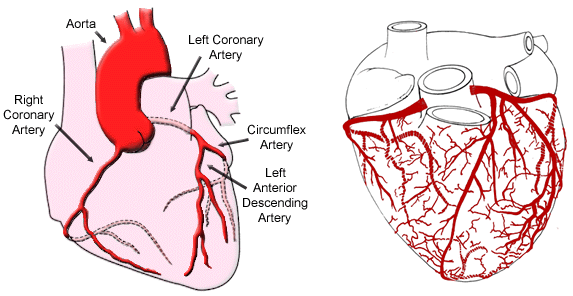 Aorta
Left Coronary
Artery
Right
Coronary
Artery
Circumflex
Artery
Left
Anterior
Descending
Artery